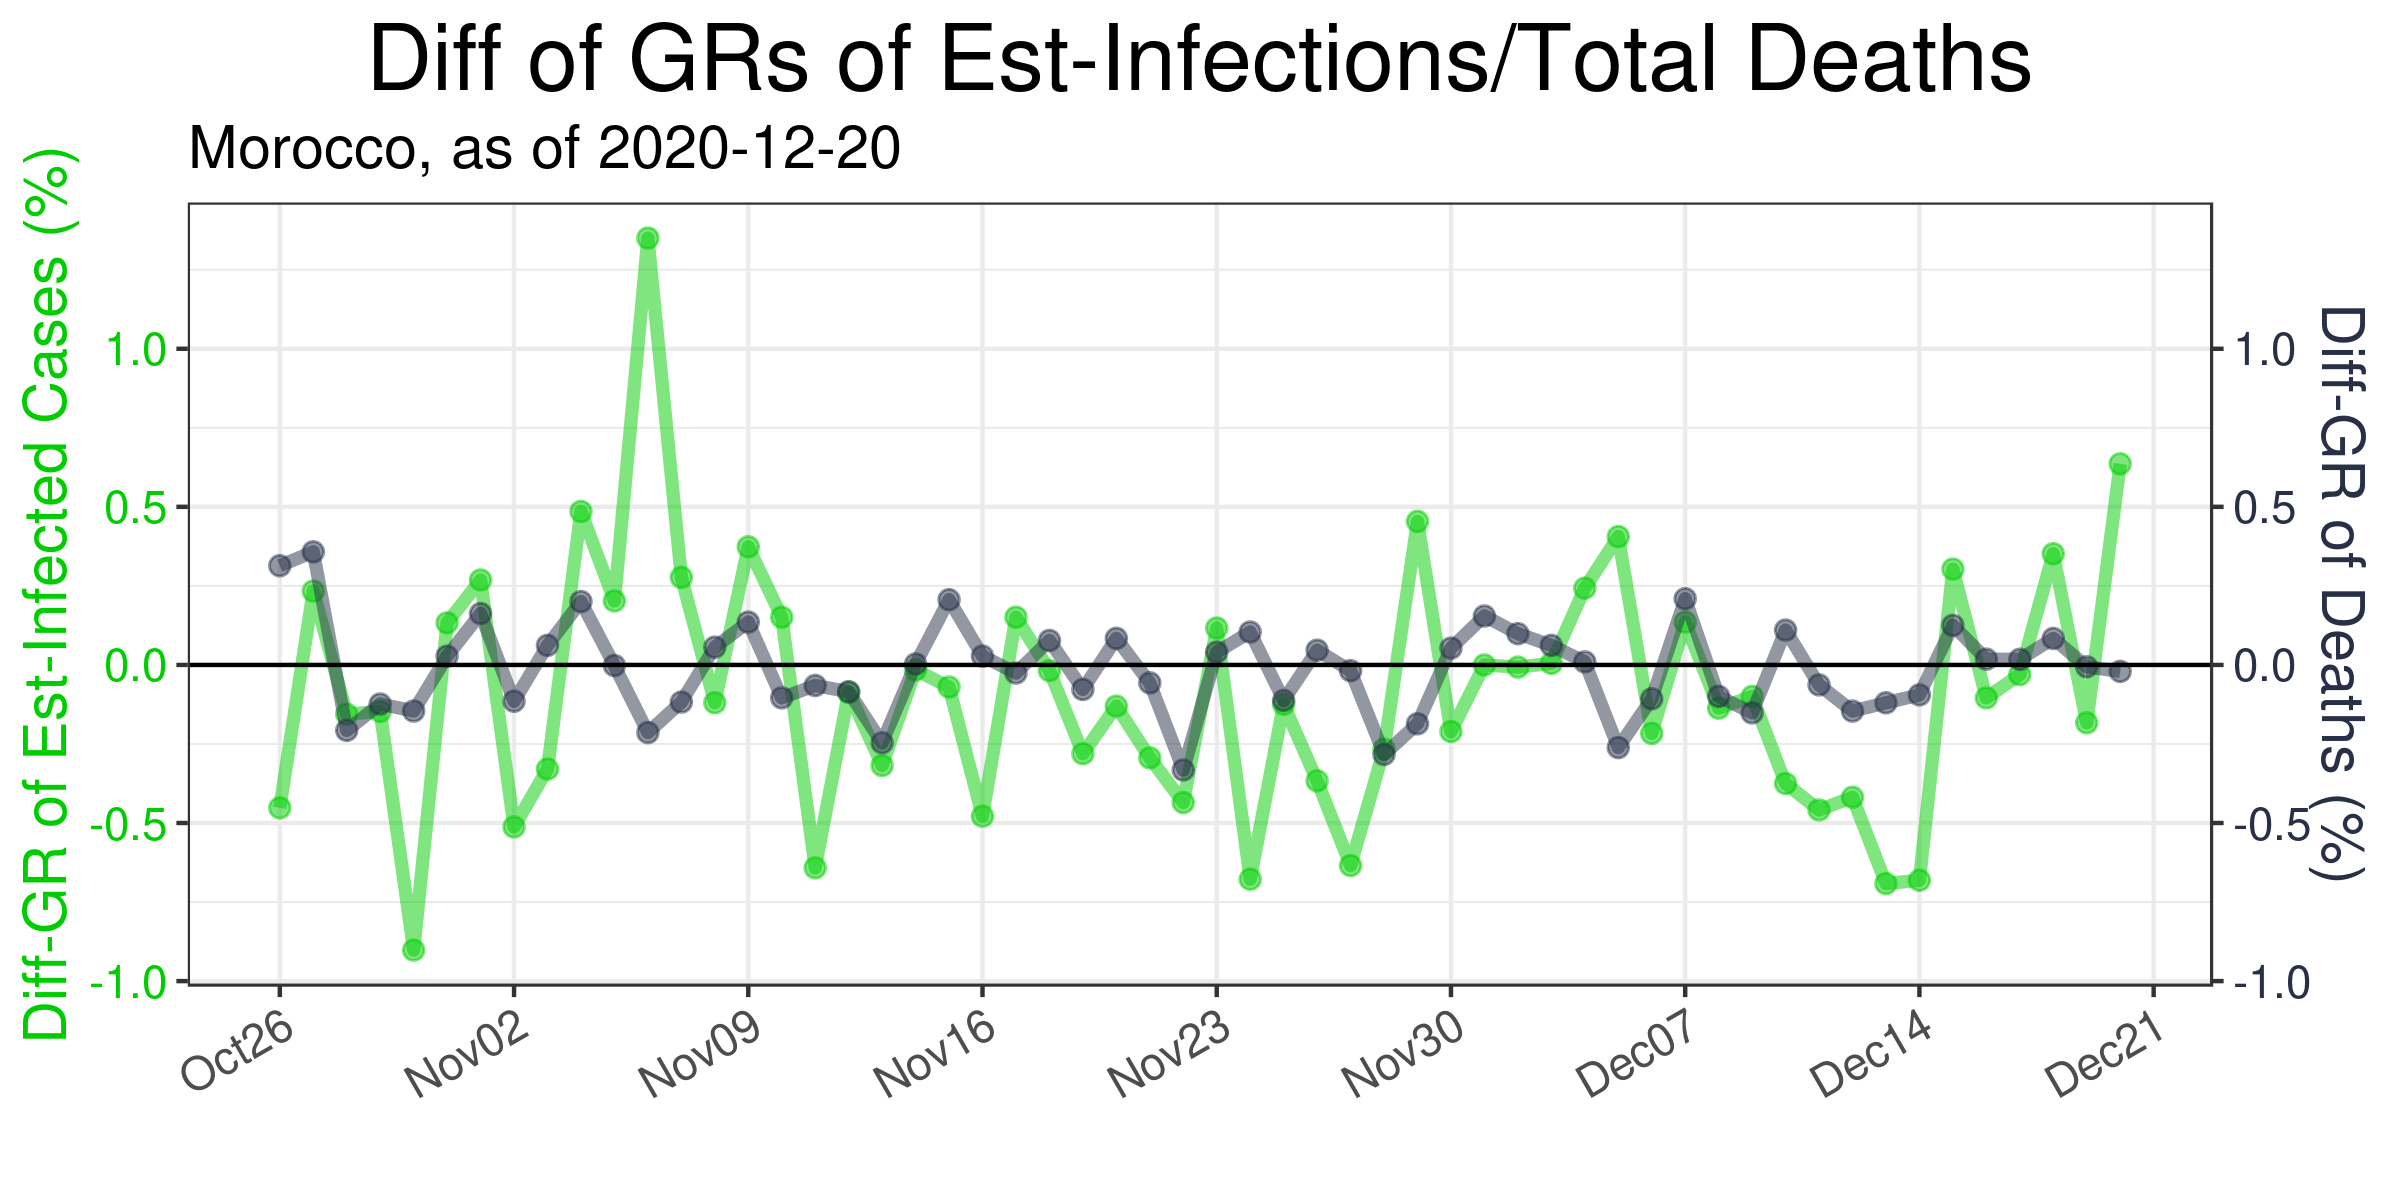 Diff of GRs of Est-Infections/Total Deaths
Morocco, as of 2020-12-20
Diff-GR of Est-Infected Cases (%)
1.0
0.5
0.0
-0.5
-1.0
1.0
0.5
0.0
-0.5
-1.0
Diff-GR of Deaths (%)
Oct26
Nov02
Nov09
Nov16
Nov23
Nov30
Dec07
Dec14
Dec21